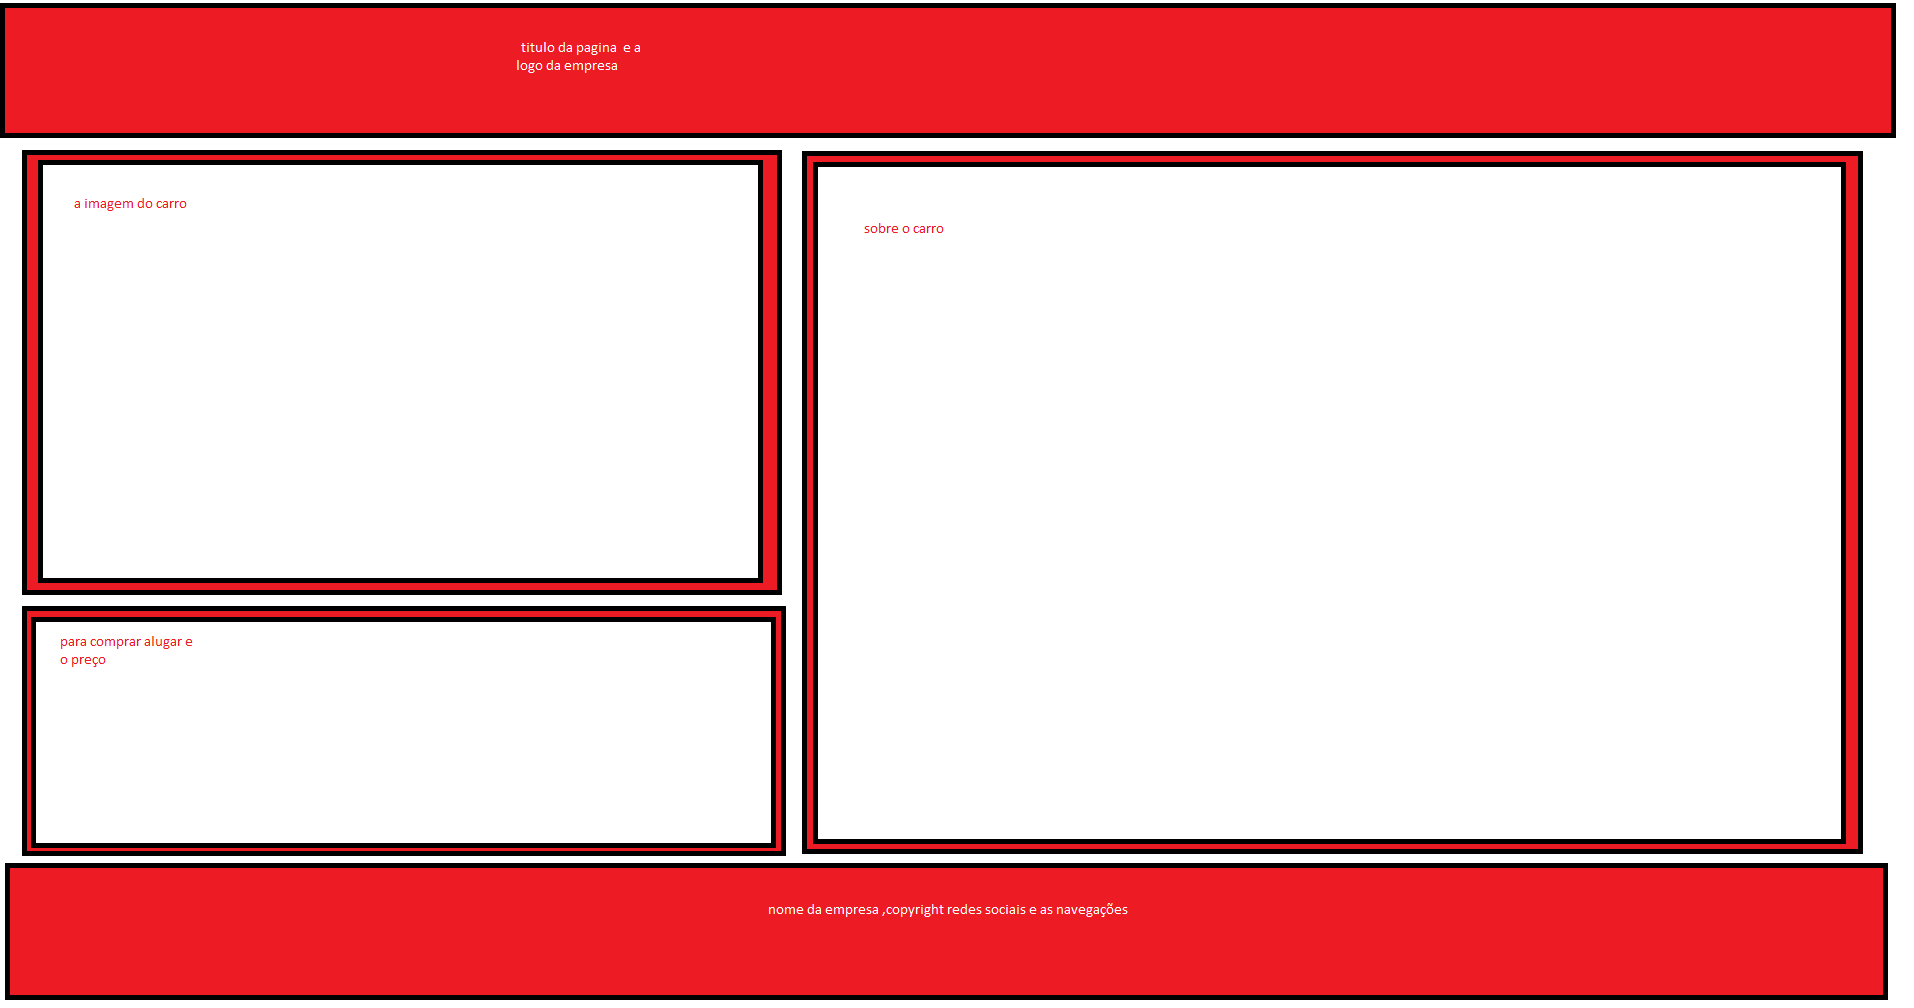 titulo da pagina  e a
logo da empresa
a imagem do carro
sobre o carro
para comprar alugar e
o preço
nome da empresa ,copyright redes sociais e as navegações